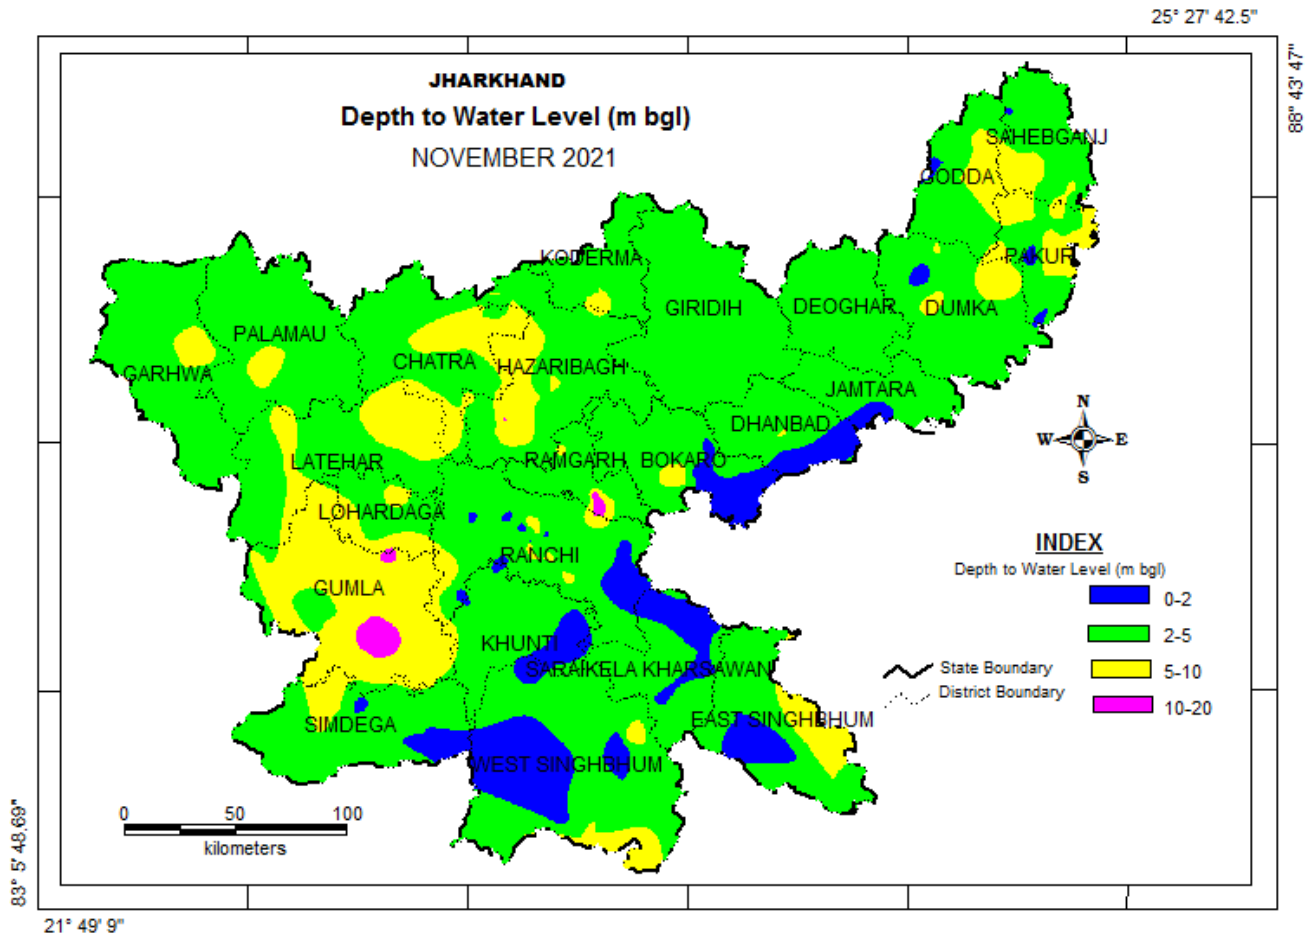 25° 27' 42.5"
88° 43' 47"
JHARKHAND
Depth to Water Level (m bgl)
NOVEMBER 2021
SAHEBGANJ
GODDA
PAKUR
KODERMA
GIRIDIH
DEOGHAR
DUMKA
PALAMAU
GARHWA
CHATRA
HAZARIBAGH
JAMTARA
DHANBAD
LATEHAR
RAMGARH
BOKARO
LOHARDAGA
RANCHI
GUMLA
KHUNTI
SARAIKELA KHARSAWAN
SIMDEGA
EAST SINGHBHUM
WEST SINGHBHUM
N
W
E
S
INDEX
Depth to Water Level (m bgl)
0-2
2-5
5-10
10-20
State Boundary
District Boundary
0 50 100
kilometers
83° 5' 48.69"
21° 49' 9"